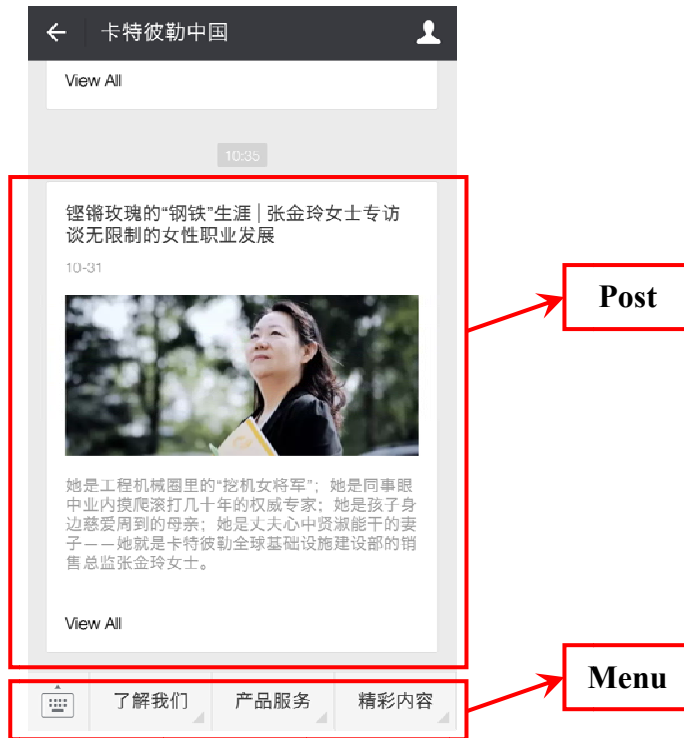 卡特彼勒中国
View All
10:35
铿锵玫瑰的“钢铁”生涯 | 张金玲女士专访
谈无限制的女性职业发展
10-31
Post
她是工程机械圈里的“挖机女将军”；她是同事眼
中业内摸爬滚打几十年的权威专家；她是孩子身
边慈爱周到的母亲；她是丈夫心中贤淑能干的妻
子——她就是卡特彼勒全球基础设施建设部的销
售总监张金玲女士。
View All
Menu
了解我们 产品服务 精彩内容